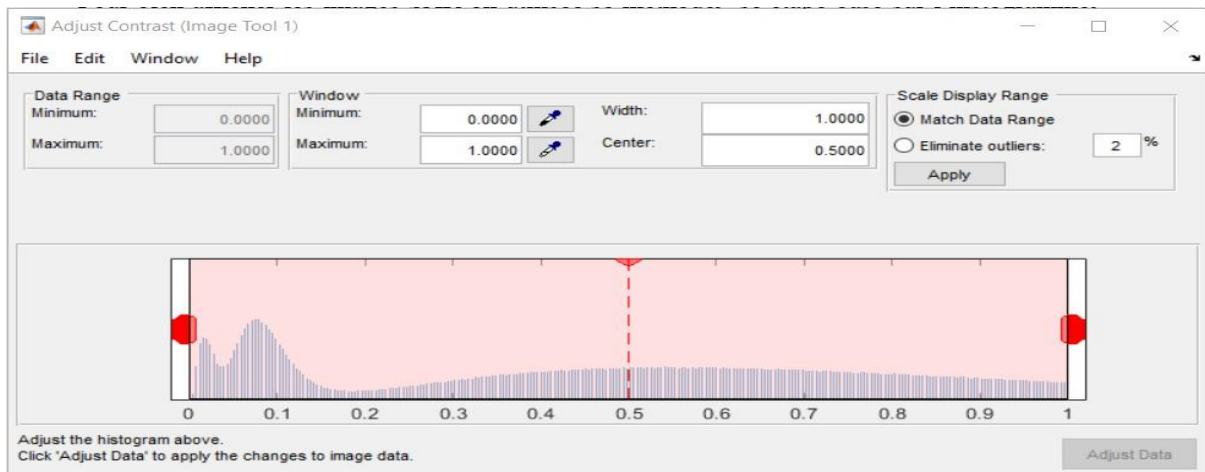 Adjust Contrast (Image Tool 1)
File Edit Window Help
Data Range
Minimum: 0.0000
Maximum: 1.0000
Window
Minimum: 0.0000
Maximum: 1.0000
Width: 1.0000
Center: 0.5000
Scale Display Range
Match Data Range
Eliminate outliers: 2 %
Apply
0 0.1 0.2 0.3 0.4 0.5 0.6 0.7 0.8 0.9 1
Adjust the histogram above.
Click 'Adjust Data' to apply the changes to image data.
Adjust Data